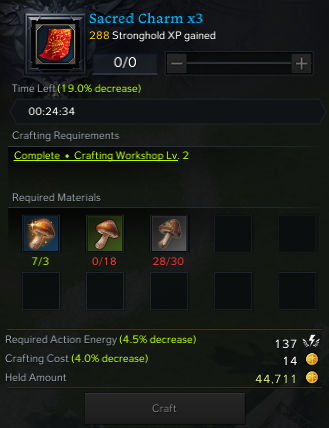 Sacred Charm x3
288 Stronghold XP gained
0/0
Time Left(19.0% decrease)
00:24:34
Crafting Requirements
Complete • Crafting Workshop Lv. 2
Required Materials
7/3 0/18 28/30
Required Action Energy (4.5% decrease) 137
Crafting Cost (4.0% decrease) 14
Held Amount 44,711
Craft